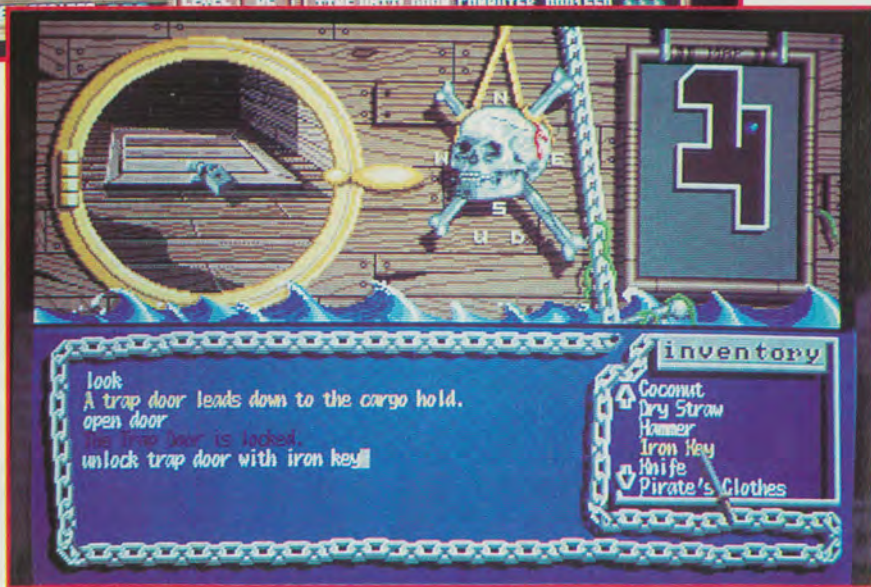 MAP
N
W E
S
U D
look
A trap door leads down to the cargo hold.
open door
The Trap Door is locked.
unlock trap door with iron key
inventory
Coconut
Dry Straw
Hammer
Iron Key
Knife
Pirate's Clothes